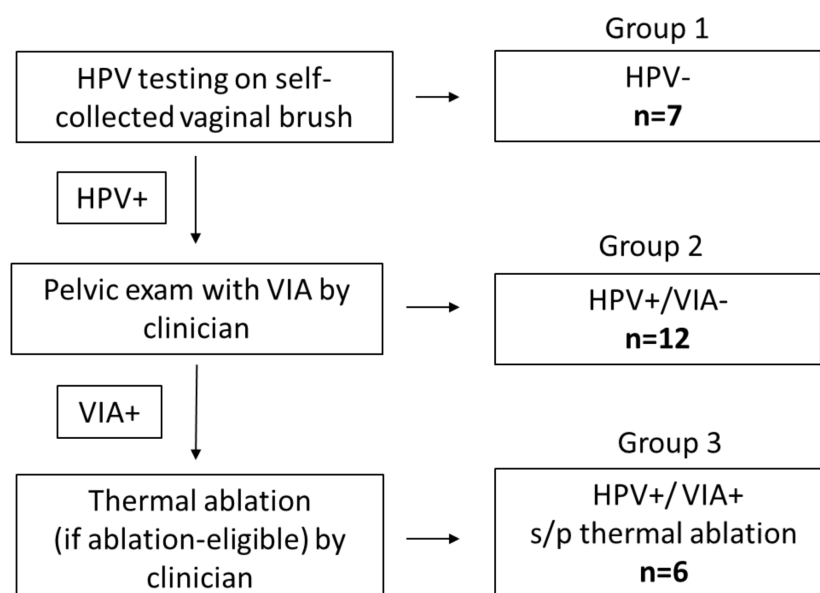 Group 1
HPV testing on self-
collected vaginal brush
HPV-
n=7
HPV+
Group 2
Pelvic exam with VIA by
clinician
HPV+/VIA-
n=12
VIA+
Group 3
Thermal ablation
(if ablation-eligible) by
clinician
HPV+/ VIA+
s/p thermal ablation
n=6